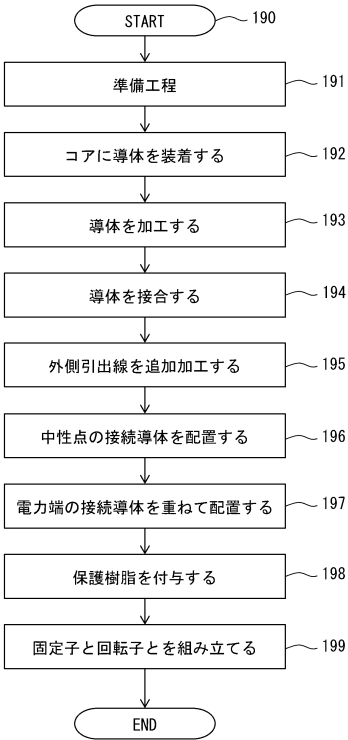 START 190
準備工程 191
コアに導体を装着する 192
導体を加工する 193
導体を接合する 194
外側引出線を追加加工する 195
中性点の接続導体を配置する 196
電力端の接続導体を重ねて配置する 197
保護樹脂を付与する 198
固定子と回転子とを組み立てる 199
END